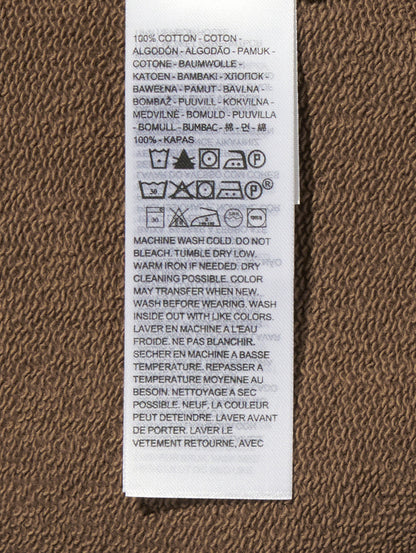 100% COTTON - COTON -
ALGODÓN - ALGODÃO - PAMUK -
COTONE - BAUMWOLLE -
KATOEN - BAMBAKI - ХЛОПОК -
BAWEŁNA - PAMUT - BAVLNA -
BOMBAŽ - PUUVILL - KOKVILNA -
MEDVILNĖ - BOMULD - PUUVILLA
- BOMULL - BUMBAC - 棉 - 면 - 綿
100% - KAPAS
P
30 P®
30
MACHINE WASH COLD. DO NOT
BLEACH. TUMBLE DRY LOW.
WARM IRON IF NEEDED. DRY
CLEANING POSSIBLE. COLOR
MAY TRANSFER WHEN NEW,
WASH BEFORE WEARING. WASH
INSIDE OUT WITH LIKE COLORS.
LAVER EN MACHINE A L'EAU
FROIDE. NE PAS BLANCHIR.
SECHER EN MACHINE A BASSE
TEMPERATURE. REPASSER A
TEMPERATURE MOYENNE AU
BESOIN. NETTOYAGE A SEC
POSSIBLE. NEUF, LA COULEUR
PEUT DETEINDRE. LAVER AVANT
DE PORTER. LAVER LE
VETEMENT RETOURNE, AVEC